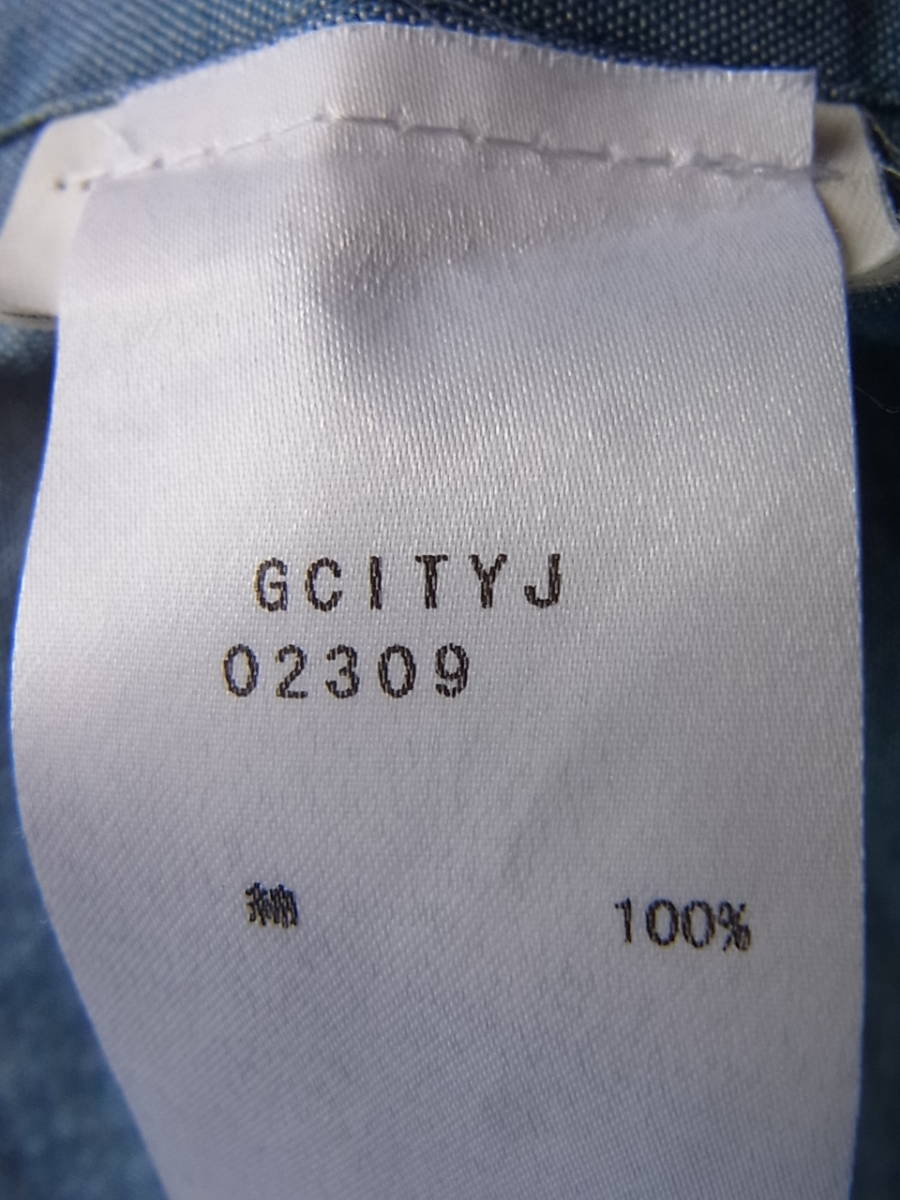 GCITYJ
02309
綿 100%